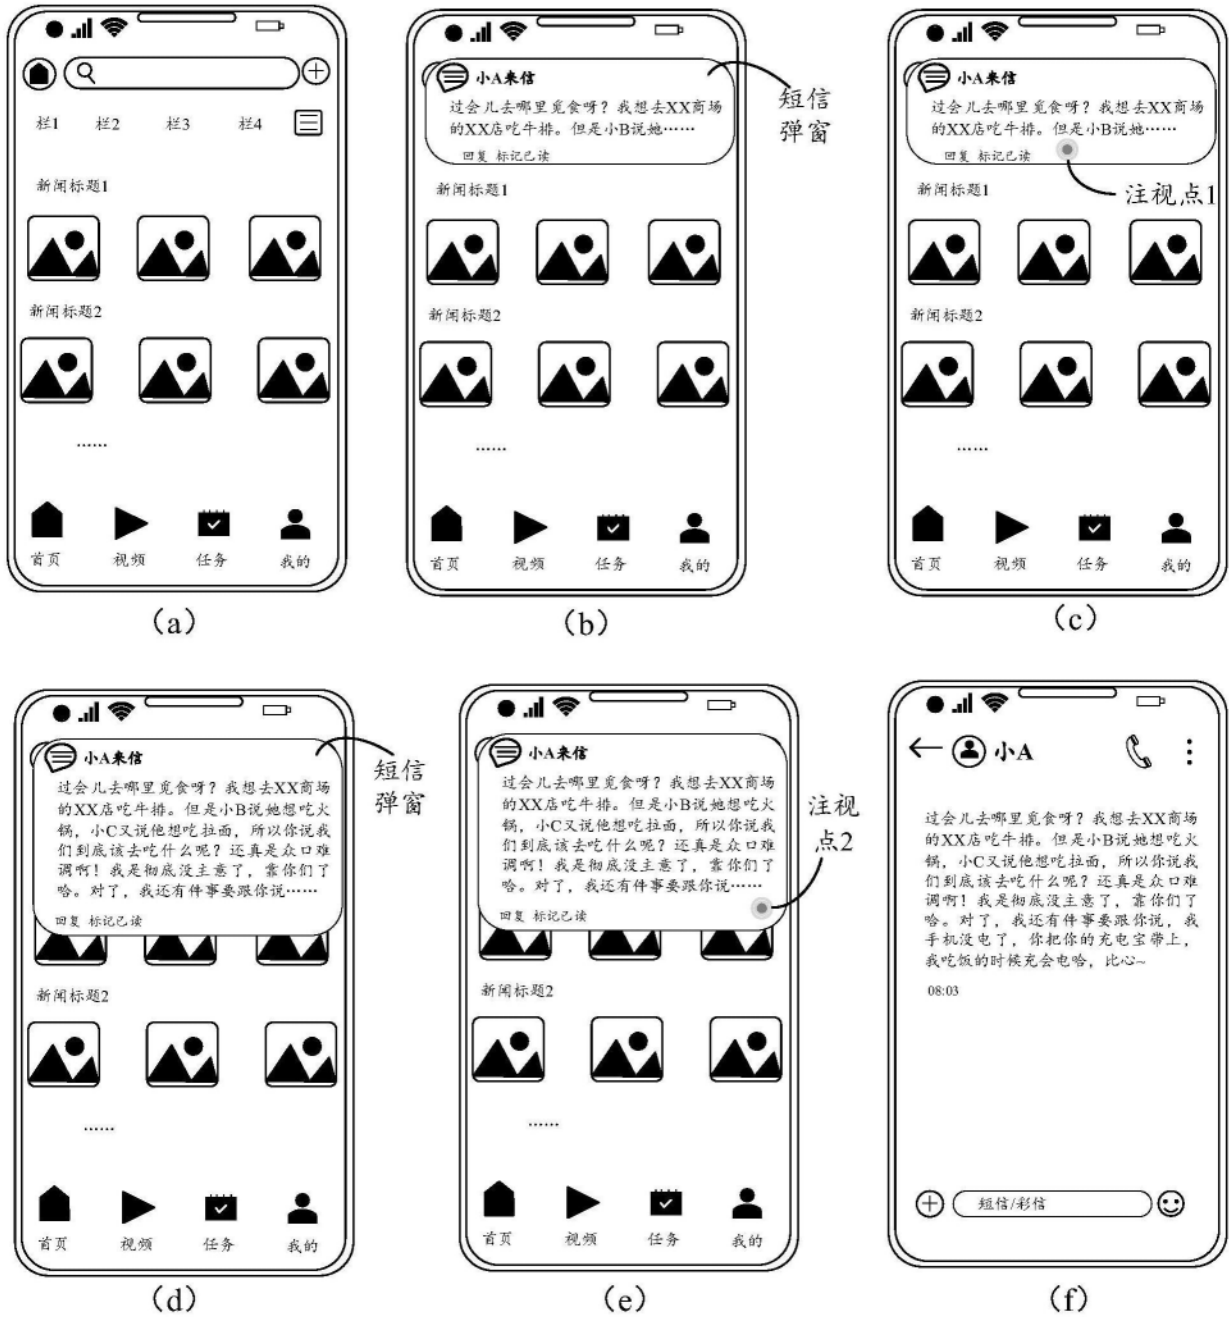 栏1 栏2 栏3 栏4
新闻标题1
新闻标题2
......
首页 视频 任务 我的
(a)
小A来信
过会儿去哪里觅食呀？我想去XX商场
的XX店吃牛排。但是小B说她……
回复 标记已读
短信
弹窗
新闻标题1
新闻标题2
......
首页 视频 任务 我的
(b)
小A来信
过会儿去哪里觅食呀？我想去XX商场
的XX店吃牛排。但是小B说她……
回复 标记已读
注视点1
新闻标题1
新闻标题2
......
首页 视频 任务 我的
(c)
小A来信
过会儿去哪里觅食呀？我想去XX商场
的XX店吃牛排。但是小B说她想吃火
锅，小C又说他想吃拉面，所以你说我
们到底该去吃什么呢？还真是众口难
调啊！我是彻底没主意了，靠你们了
哈。对了，我还有件事要跟你说……
回复 标记已读
短信
弹窗
新闻标题2
......
首页 视频 任务 我的
(d)
小A来信
过会儿去哪里觅食呀？我想去XX商场
的XX店吃牛排。但是小B说她想吃火
锅，小C又说他想吃拉面，所以你说我
们到底该去吃什么呢？还真是众口难
调啊！我是彻底没主意了，靠你们了
哈。对了，我还有件事要跟你说……
回复 标记已读
注视
点2
新闻标题2
......
首页 视频 任务 我的
(e)
小A
过会儿去哪里觅食呀？我想去XX商场
的XX店吃牛排。但是小B说她想吃火
锅，小C又说他想吃拉面，所以你说我
们到底该去吃什么呢？还真是众口难
调啊！我是彻底没主意了，靠你们了
哈。对了，我还有件事要跟你说，我
手机没电了，你把你的充电宝带上，
我吃饭的时候充会电哈，比心~
08:03
短信/彩信
(f)